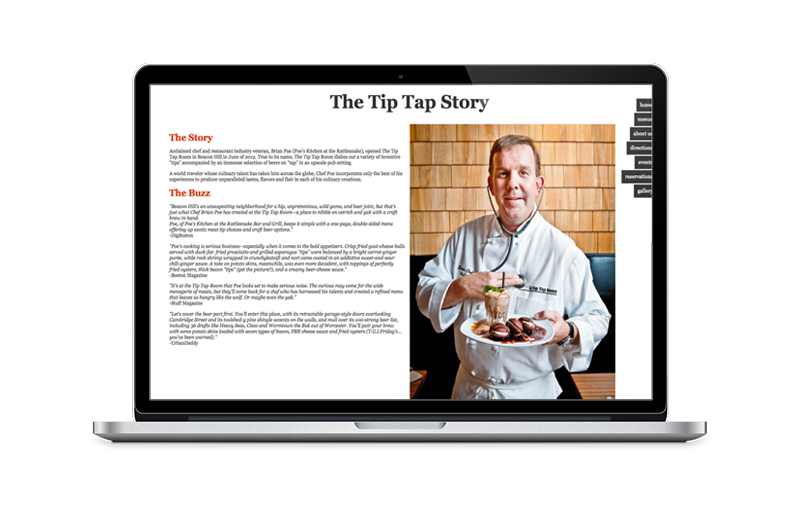 The Tip Tap Story
home
menus
about us
directions
events
reservations
gallery
The Story
Acclaimed chef and restaurant industry veteran, Brian Poe (Poe's Kitchen at the Rattlesnake), opened The Tip
Tap Room in Beacon Hill in June of 2012. True to its name, The Tip Tap Room dishes out a variety of inventive
"tips" accompanied by an immense selection of beers on "tap" in an upscale pub setting.
A world traveler whose culinary talent has taken him across the globe, Chef Poe incorporates only the best of his
experiences to produce unparalleled tastes, flavors and flair in each of his culinary creations.
The Buzz
"Beacon Hill's an unsuspecting neighborhood for a hip, unpretentious, wild game, and beer joint, but that's
just what Chef Brian Poe has created at the Tip Tap Room–a place to nibble on ostrich and yak with a craft
brew in hand.
Poe, of Poe's Kitchen at the Rattlesnake Bar and Grill, keeps it simple with a one-page, double-sided menu
offering up exotic meat tip choices and craft beer options."
-DigBoston
"Poe's cooking is serious business–especially when it comes to the bold appetizers. Crisp fried goat-cheese balls
served with duck-fat- fried prosciutto and grilled asparagus "tips" were balanced by a bright carrot-ginger
purée, while rock shrimp wrapped in crunchykataifi and nori came coated in an addictive sweet-and-sour
chili-ginger sauce. A take on potato skins, meanwhile, was even more decadent, with toppings of perfectly
fried oysters, thick bacon "tips" (get the picture?), and a creamy beer-cheese sauce."
-Boston Magazine
"It's at the Tip Tap Room that Poe looks set to make serious noise. The curious may come for the wide
menagerie of meats, but they'll come back for a chef who has harnessed his talents and created a refined menu
that leaves us hungry like the wolf. Or maybe even the yak."
-Stuff Magazine
"Let's cover the beer part first. You'll enter this place, with its retractable garage-style doors overlooking
Cambridge Street and its toolshed-y pine shingle accents on the walls, and mull over its 100-strong beer list,
including 36 drafts like Heavy Seas, Cisco and Wormtown the Buk out of Worcester. You'll pair your brew
with some potato skins loaded with seven types of bacon, PBR cheese sauce and fried oysters (T.G.I.Friday's...
you've been warned)."
-UrbanDaddy
Tip Tap Room